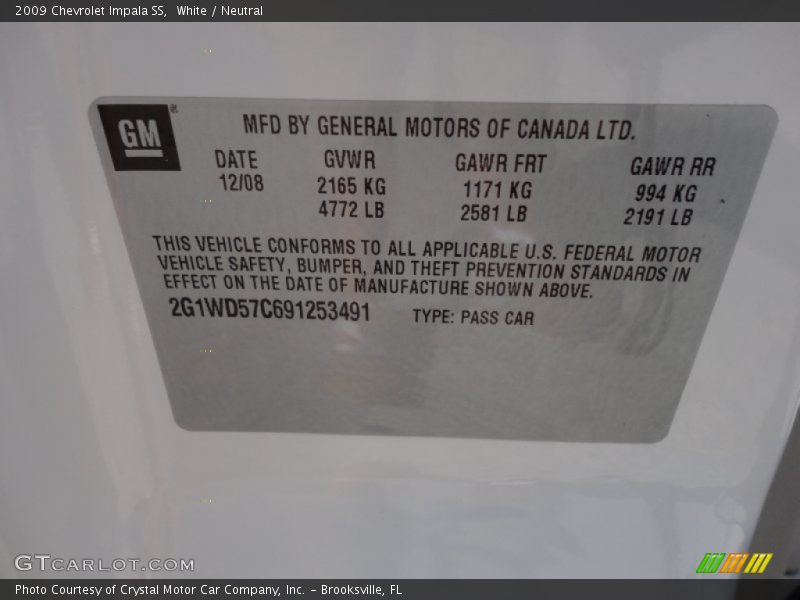 2009 Chevrolet Impala SS, White / Neutral
GM®
MFD BY GENERAL MOTORS OF CANADA LTD.
DATE GVWR GAWR FRT GAWR RR
12/08 2165 KG 1171 KG 994 KG
4772 LB 2581 LB 2191 LB
THIS VEHICLE CONFORMS TO ALL APPLICABLE U.S. FEDERAL MOTOR
VEHICLE SAFETY, BUMPER, AND THEFT PREVENTION STANDARDS IN
EFFECT ON THE DATE OF MANUFACTURE SHOWN ABOVE.
2G1WD57C691253491 TYPE: PASS CAR
GTCARLOT.COM
Photo Courtesy of Crystal Motor Car Company, Inc. - Brooksville, FL